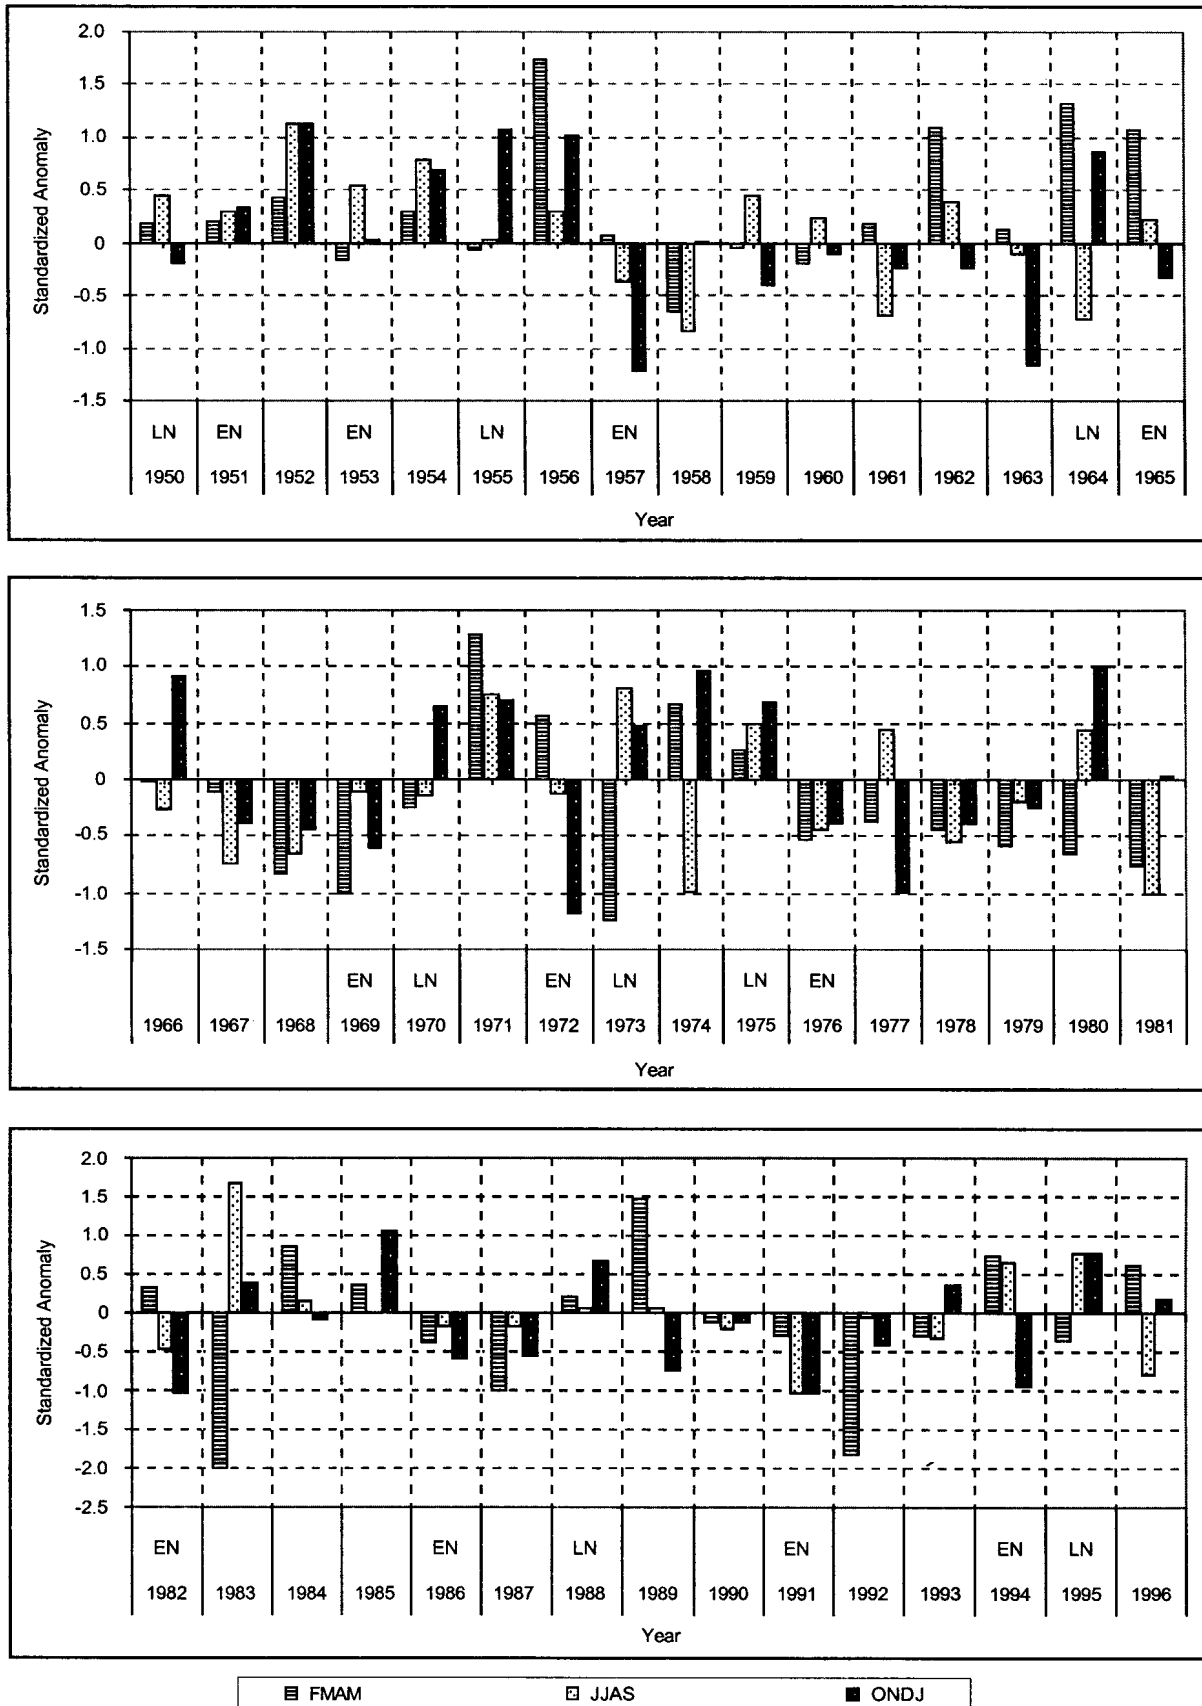 2.0
1.5
1.0
0.5
0
-0.5
-1.0
-1.5
Standardized Anomaly
LN EN EN LN EN LN EN
1950 1951 1952 1953 1954 1955 1956 1957 1958 1959 1960 1961 1962 1963 1964 1965
Year
1.5
1.0
0.5
0
-0.5
-1.0
-1.5
Standardized Anomaly
EN LN EN LN LN EN
1966 1967 1968 1969 1970 1971 1972 1973 1974 1975 1976 1977 1978 1979 1980 1981
Year
2.0
1.5
1.0
0.5
0
-0.5
-1.0
-1.5
-2.0
-2.5
Standardized Anomaly
EN EN LN EN EN LN
1982 1983 1984 1985 1986 1987 1988 1989 1990 1991 1992 1993 1994 1995 1996
Year
FMAM JJAS ONDJ